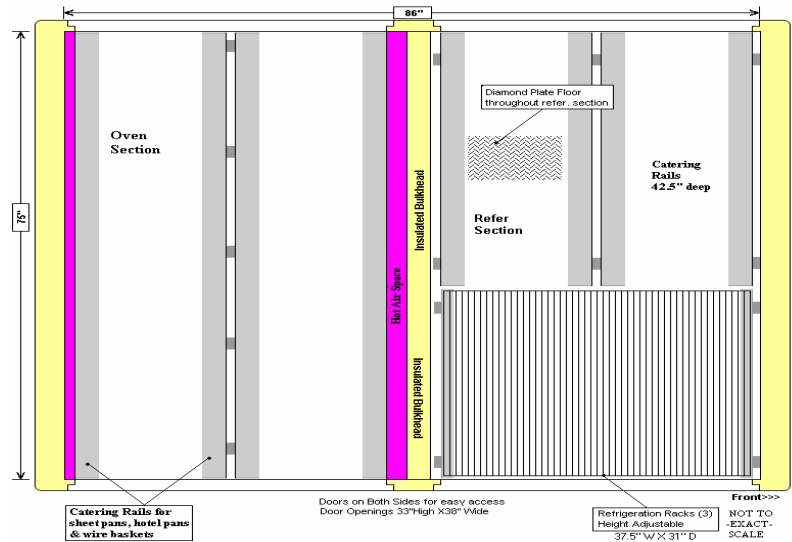 86"
Diamond Plate Floor
throughout refer. section
Oven
Section
Catering
Rails
42.5" deep
75"
Insulated Bulkhead
Refer
Section
Hot Air Space
Insulated Bulkhead
Catering Rails for
sheet pans, hotel pans
& wire baskets
Doors on Both Sides for easy access
Door Openings 33"High X38" Wide
Refrigeration Racks (3)
Height Adjustable
37.5" W X 31" D
Front>>>
NOT TO
-EXACT-
SCALE